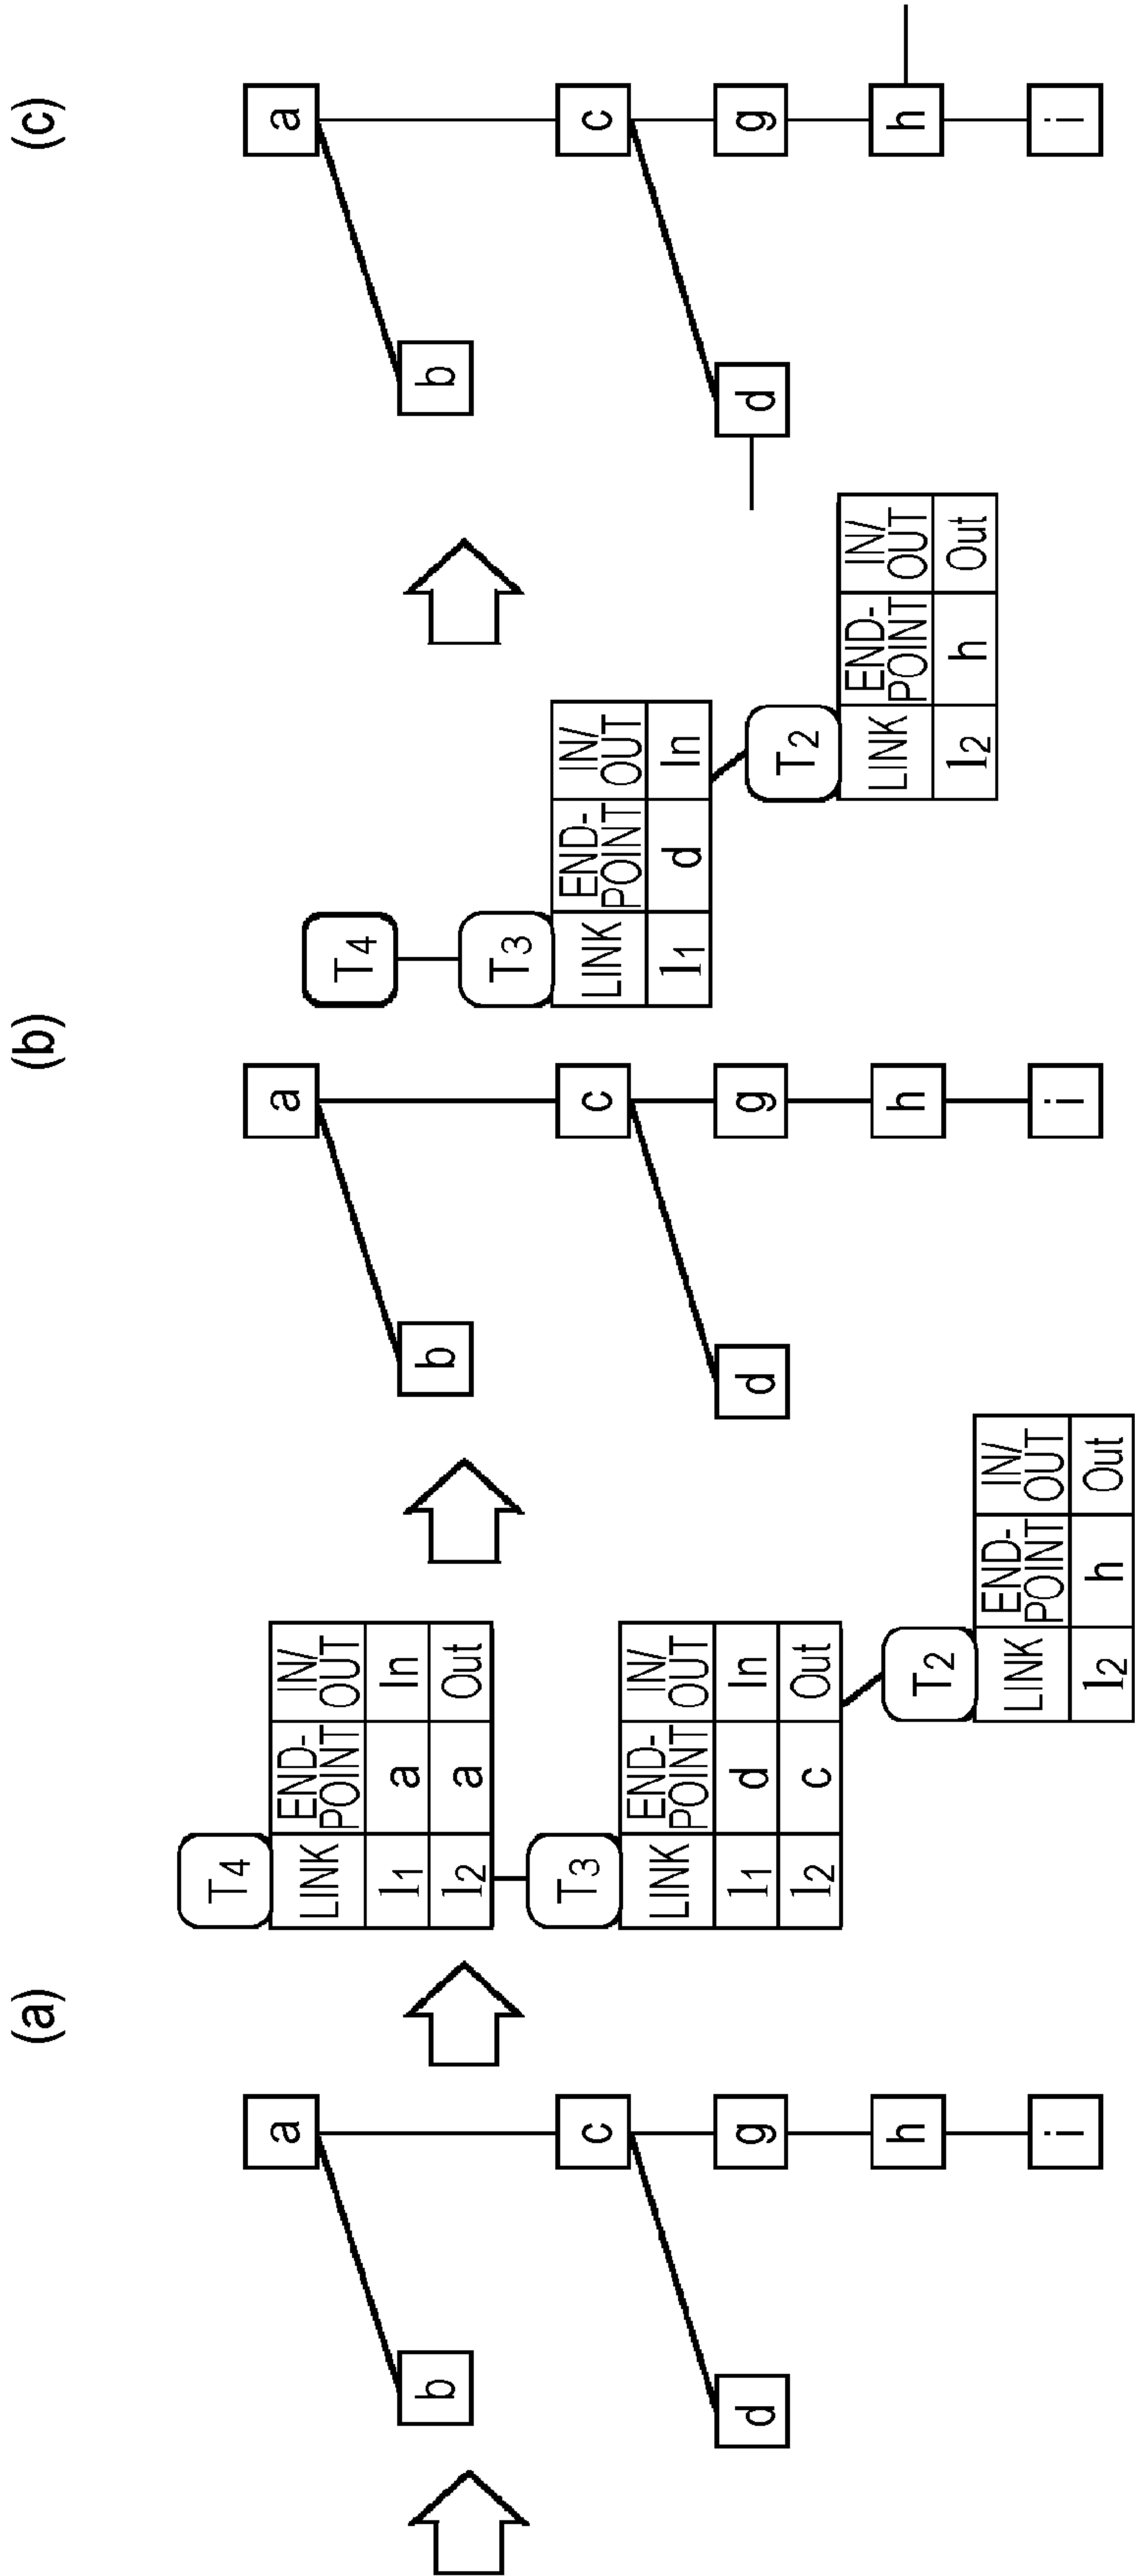 (a)
(b)
(c)
a
b
c
d
g
h
i
T4
LINK END-POINT IN/OUT
l1 a In
l2 a Out
T3
LINK END-POINT IN/OUT
l1 d In
l2 c Out
T2
LINK END-POINT IN/OUT
l2 h Out
a
b
c
d
g
h
i
T4
T3
LINK END-POINT IN/OUT
l1 d In
T2
LINK END-POINT IN/OUT
l2 h Out
a
b
c
d
g
h
i